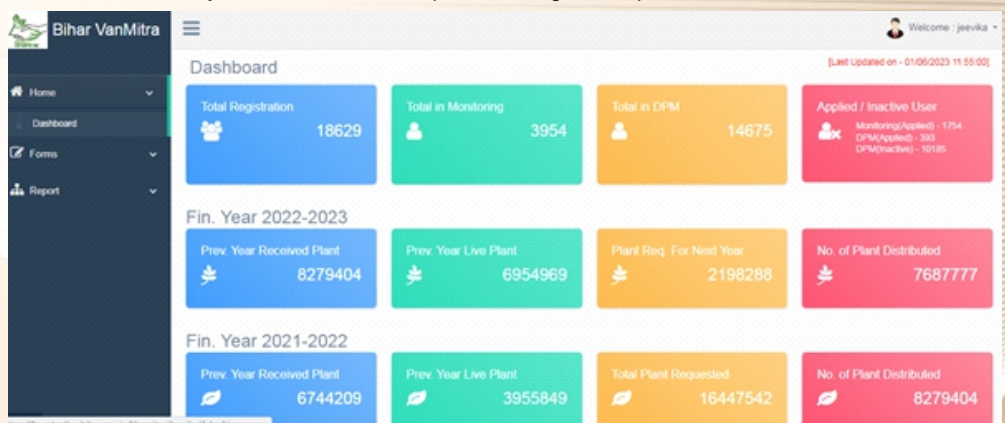 Bihar VanMitra
Welcome : jeevika
Dashboard
[Last Updated on - 01/06/2023 11:55:00]
Home
Dashboard
Forms
Report
Total Registration
18629
Total in Monitoring
3954
Total in DPM
14675
Applied / Inactive User
Monitoring(Applied) - 1754
DPM(Applied) - 393
DPM(Inactive) - 10185
Fin. Year 2022-2023
Prev. Year Received Plant
8279404
Prev. Year Live Plant
6954969
Plant Req. For Next Year
2198288
No. of Plant Distributed
7687777
Fin. Year 2021-2022
Prev. Year Received Plant
6744209
Prev. Year Live Plant
3955849
Total Plant Requested
16447542
No. of Plant Distributed
8279404